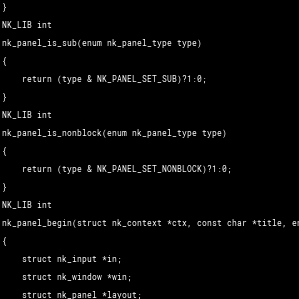 }
NK_LIB int
nk_panel_is_sub(enum nk_panel_type type)
{
    return (type & NK_PANEL_SET_SUB)?1:0;
}
NK_LIB int
nk_panel_is_nonblock(enum nk_panel_type type)
{
    return (type & NK_PANEL_SET_NONBLOCK)?1:0;
}
NK_LIB int
nk_panel_begin(struct nk_context *ctx, const char *title, en
{
    struct nk_input *in;
    struct nk_window *win;
    struct nk_panel *layout;